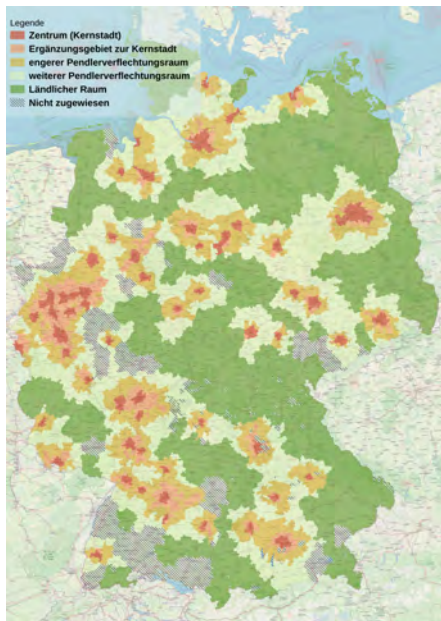 Legende
Zentrum (Kernstadt)
Ergänzungsgebiet zur Kernstadt
engerer Pendlerverflechtungsraum
weiterer Pendlerverflechtungsraum
Ländlicher Raum
Nicht zugewiesen